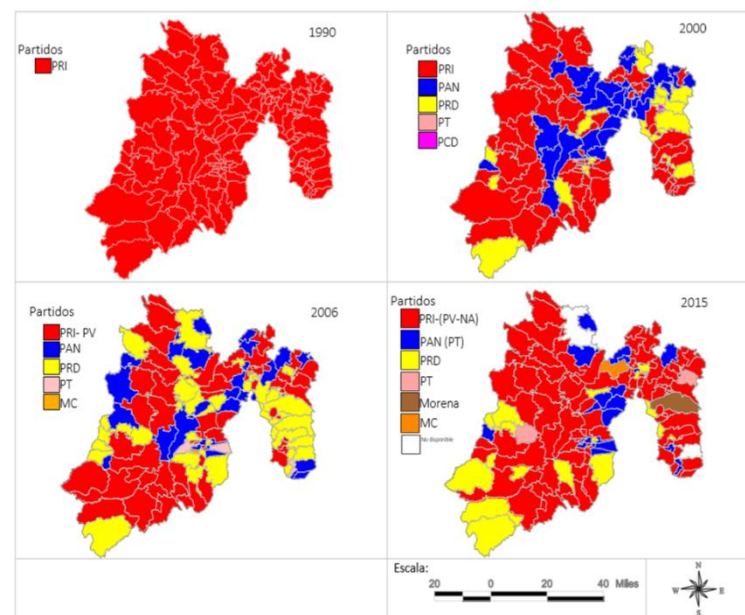 1990
Partidos
PRI
2000
Partidos
PRI
PAN
PRD
PT
PCD
2006
Partidos
PRI- PV
PAN
PRD
PT
MC
2015
Partidos
PRI-(PV-NA)
PAN (PT)
PRD
PT
Morena
MC
No disponible
Escala:
20 0 20 40 Miles
N
W E
S